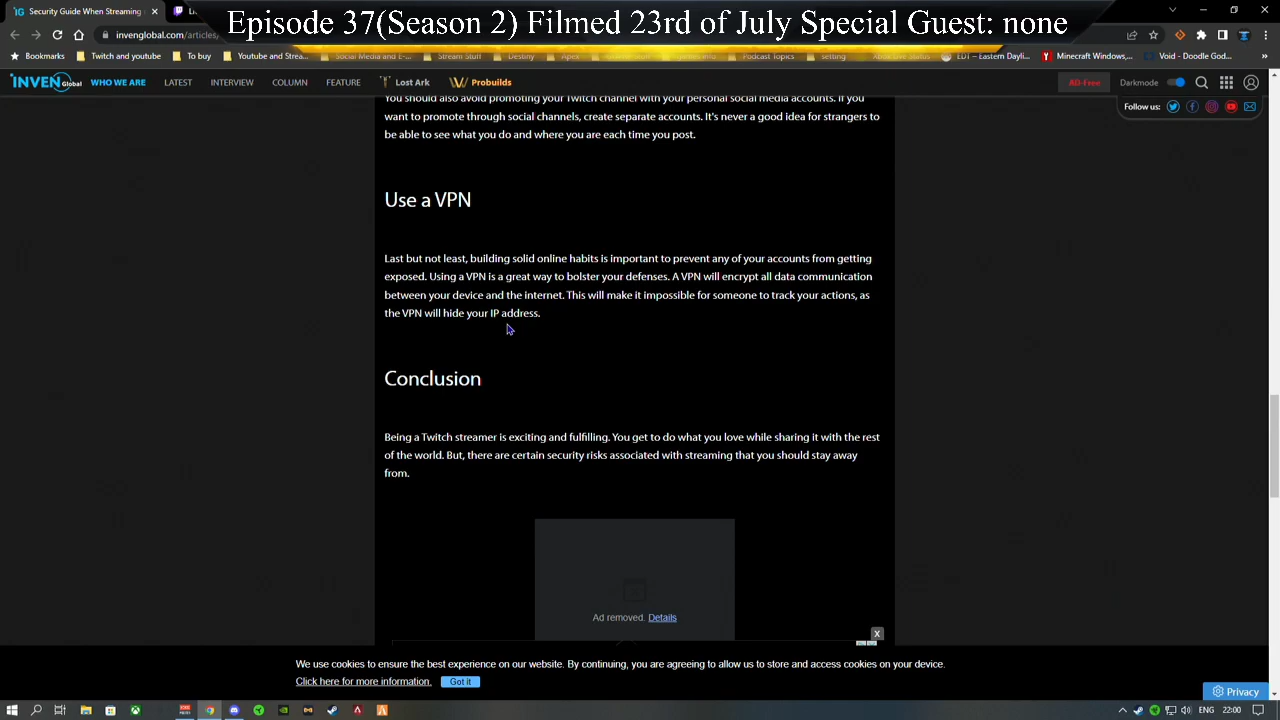 Episode 37(Season 2) Filmed 23rd of July Special Guest: none
Security Guide When Streaming
invenglobal.com/articles/
Bookmarks
Twitch and youtube
To buy
Youtube and Strea...
Social Media and ...
Stream Stuff
Destiny
Apex
Podcast Topics
setting
EDT – Eastern Dayli...
Minecraft Windows,...
Void - Doodle God...
INVEN Global
WHO WE ARE
LATEST
INTERVIEW
COLUMN
FEATURE
Lost Ark
Probuilds
AD-Free
Darkmode
Follow us:
You should also avoid promoting your Twitch channel with your personal social media accounts. If you
want to promote through social channels, create separate accounts. It's never a good idea for strangers to
be able to see what you do and where you are each time you post.
Use a VPN
Last but not least, building solid online habits is important to prevent any of your accounts from getting
exposed. Using a VPN is a great way to bolster your defenses. A VPN will encrypt all data communication
between your device and the internet. This will make it impossible for someone to track your actions, as
the VPN will hide your IP address.
Conclusion
Being a Twitch streamer is exciting and fulfilling. You get to do what you love while sharing it with the rest
of the world. But, there are certain security risks associated with streaming that you should stay away
from.
Ad removed. Details
X
We use cookies to ensure the best experience on our website. By continuing, you are agreeing to allow us to store and access cookies on your device.
Click here for more information.
Got it
Privacy
ENG
22:00